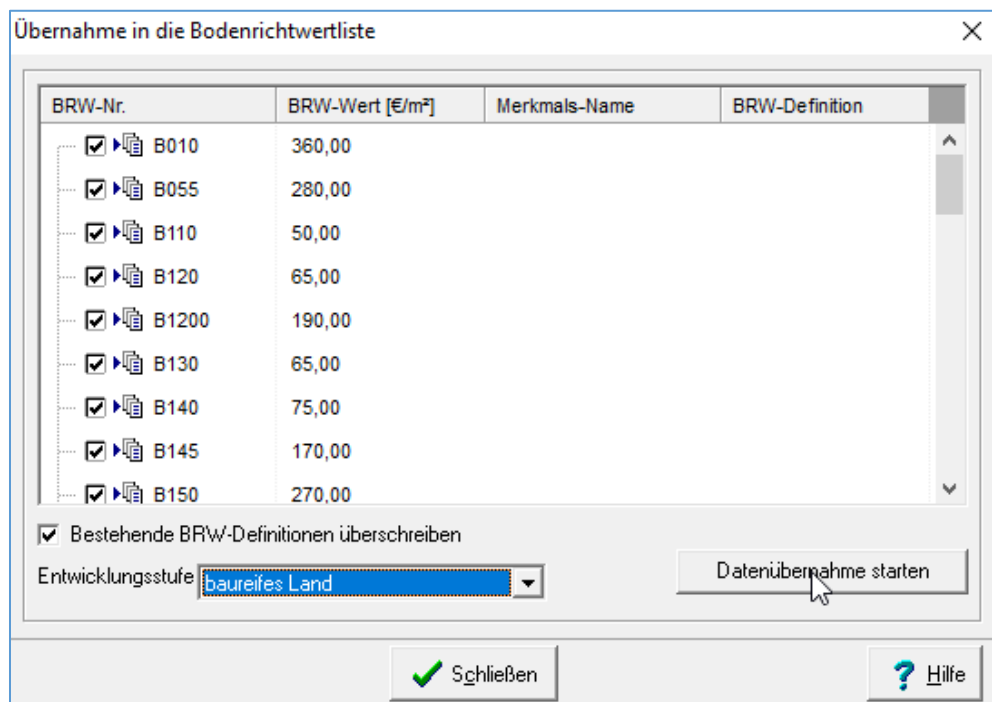 Übernahme in die Bodenrichtwertliste
BRW-Nr. BRW-Wert [€/m²] Merkmals-Name BRW-Definition
B010 360,00
B055 280,00
B110 50,00
B120 65,00
B1200 190,00
B130 65,00
B140 75,00
B145 170,00
B150 270,00
Bestehende BRW-Definitionen überschreiben
Entwicklungsstufe baureifes Land Datenübernahme starten
Schließen ? Hilfe